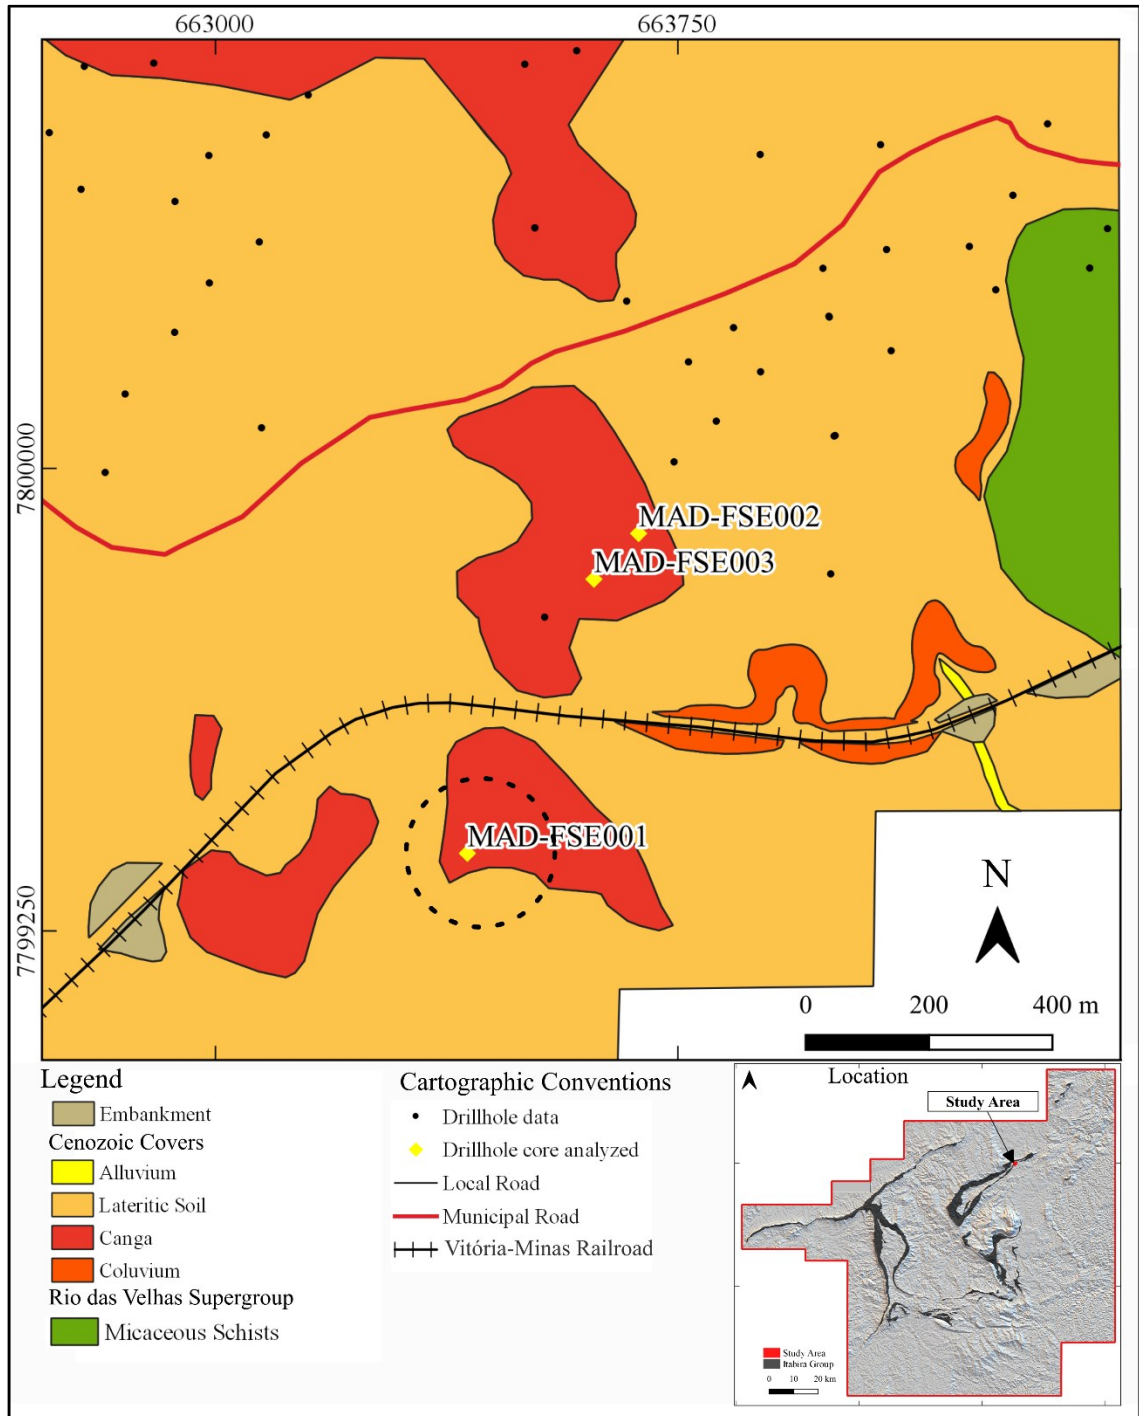 663000 663750
7800000
7799250
MAD-FSE002
MAD-FSE003
MAD-FSE001
N
0 200 400 m
Legend
Embankment
Cenozoic Covers
Alluvium
Lateritic Soil
Canga
Coluvium
Rio das Velhas Supergroup
Micaceous Schists
Cartographic Conventions
Drillhole data
Drillhole core analyzed
Local Road
Municipal Road
Vitória-Minas Railroad
Location
Study Area
Study Area
Itabira Group
0 10 20 km